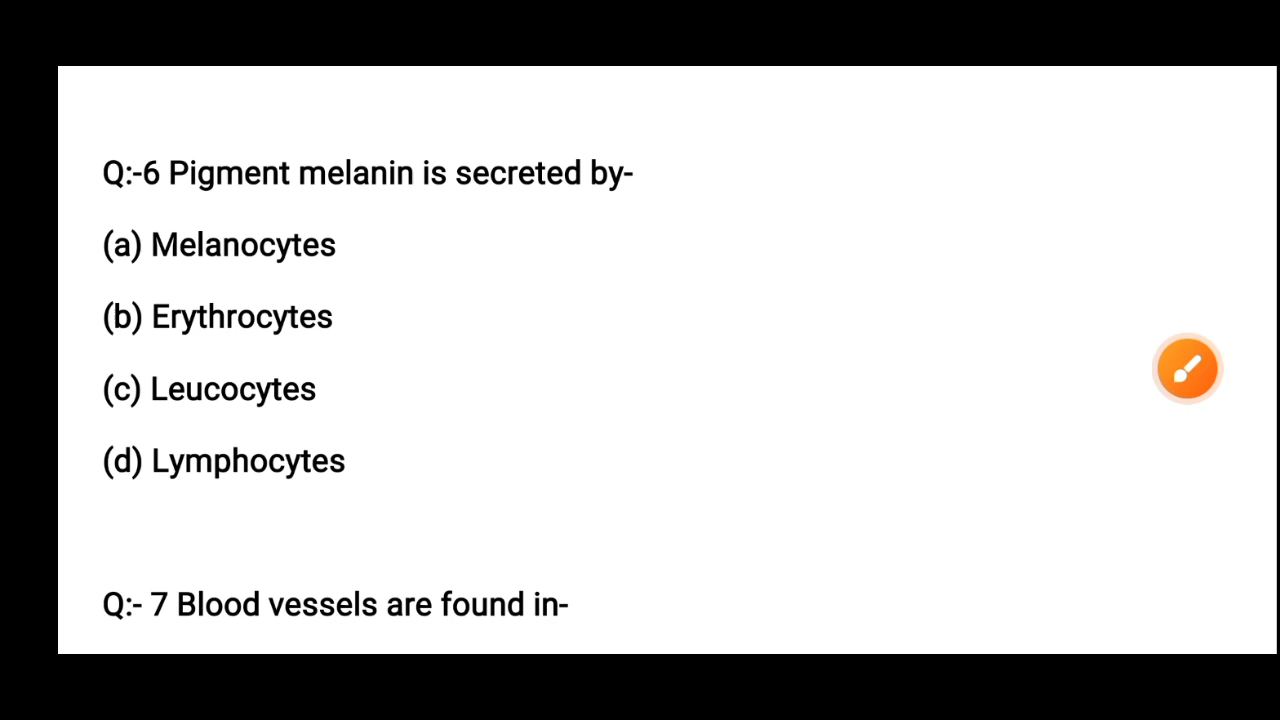 Q:-6 Pigment melanin is secreted by-
(a) Melanocytes
(b) Erythrocytes
(c) Leucocytes
(d) Lymphocytes
Q:- 7 Blood vessels are found in-